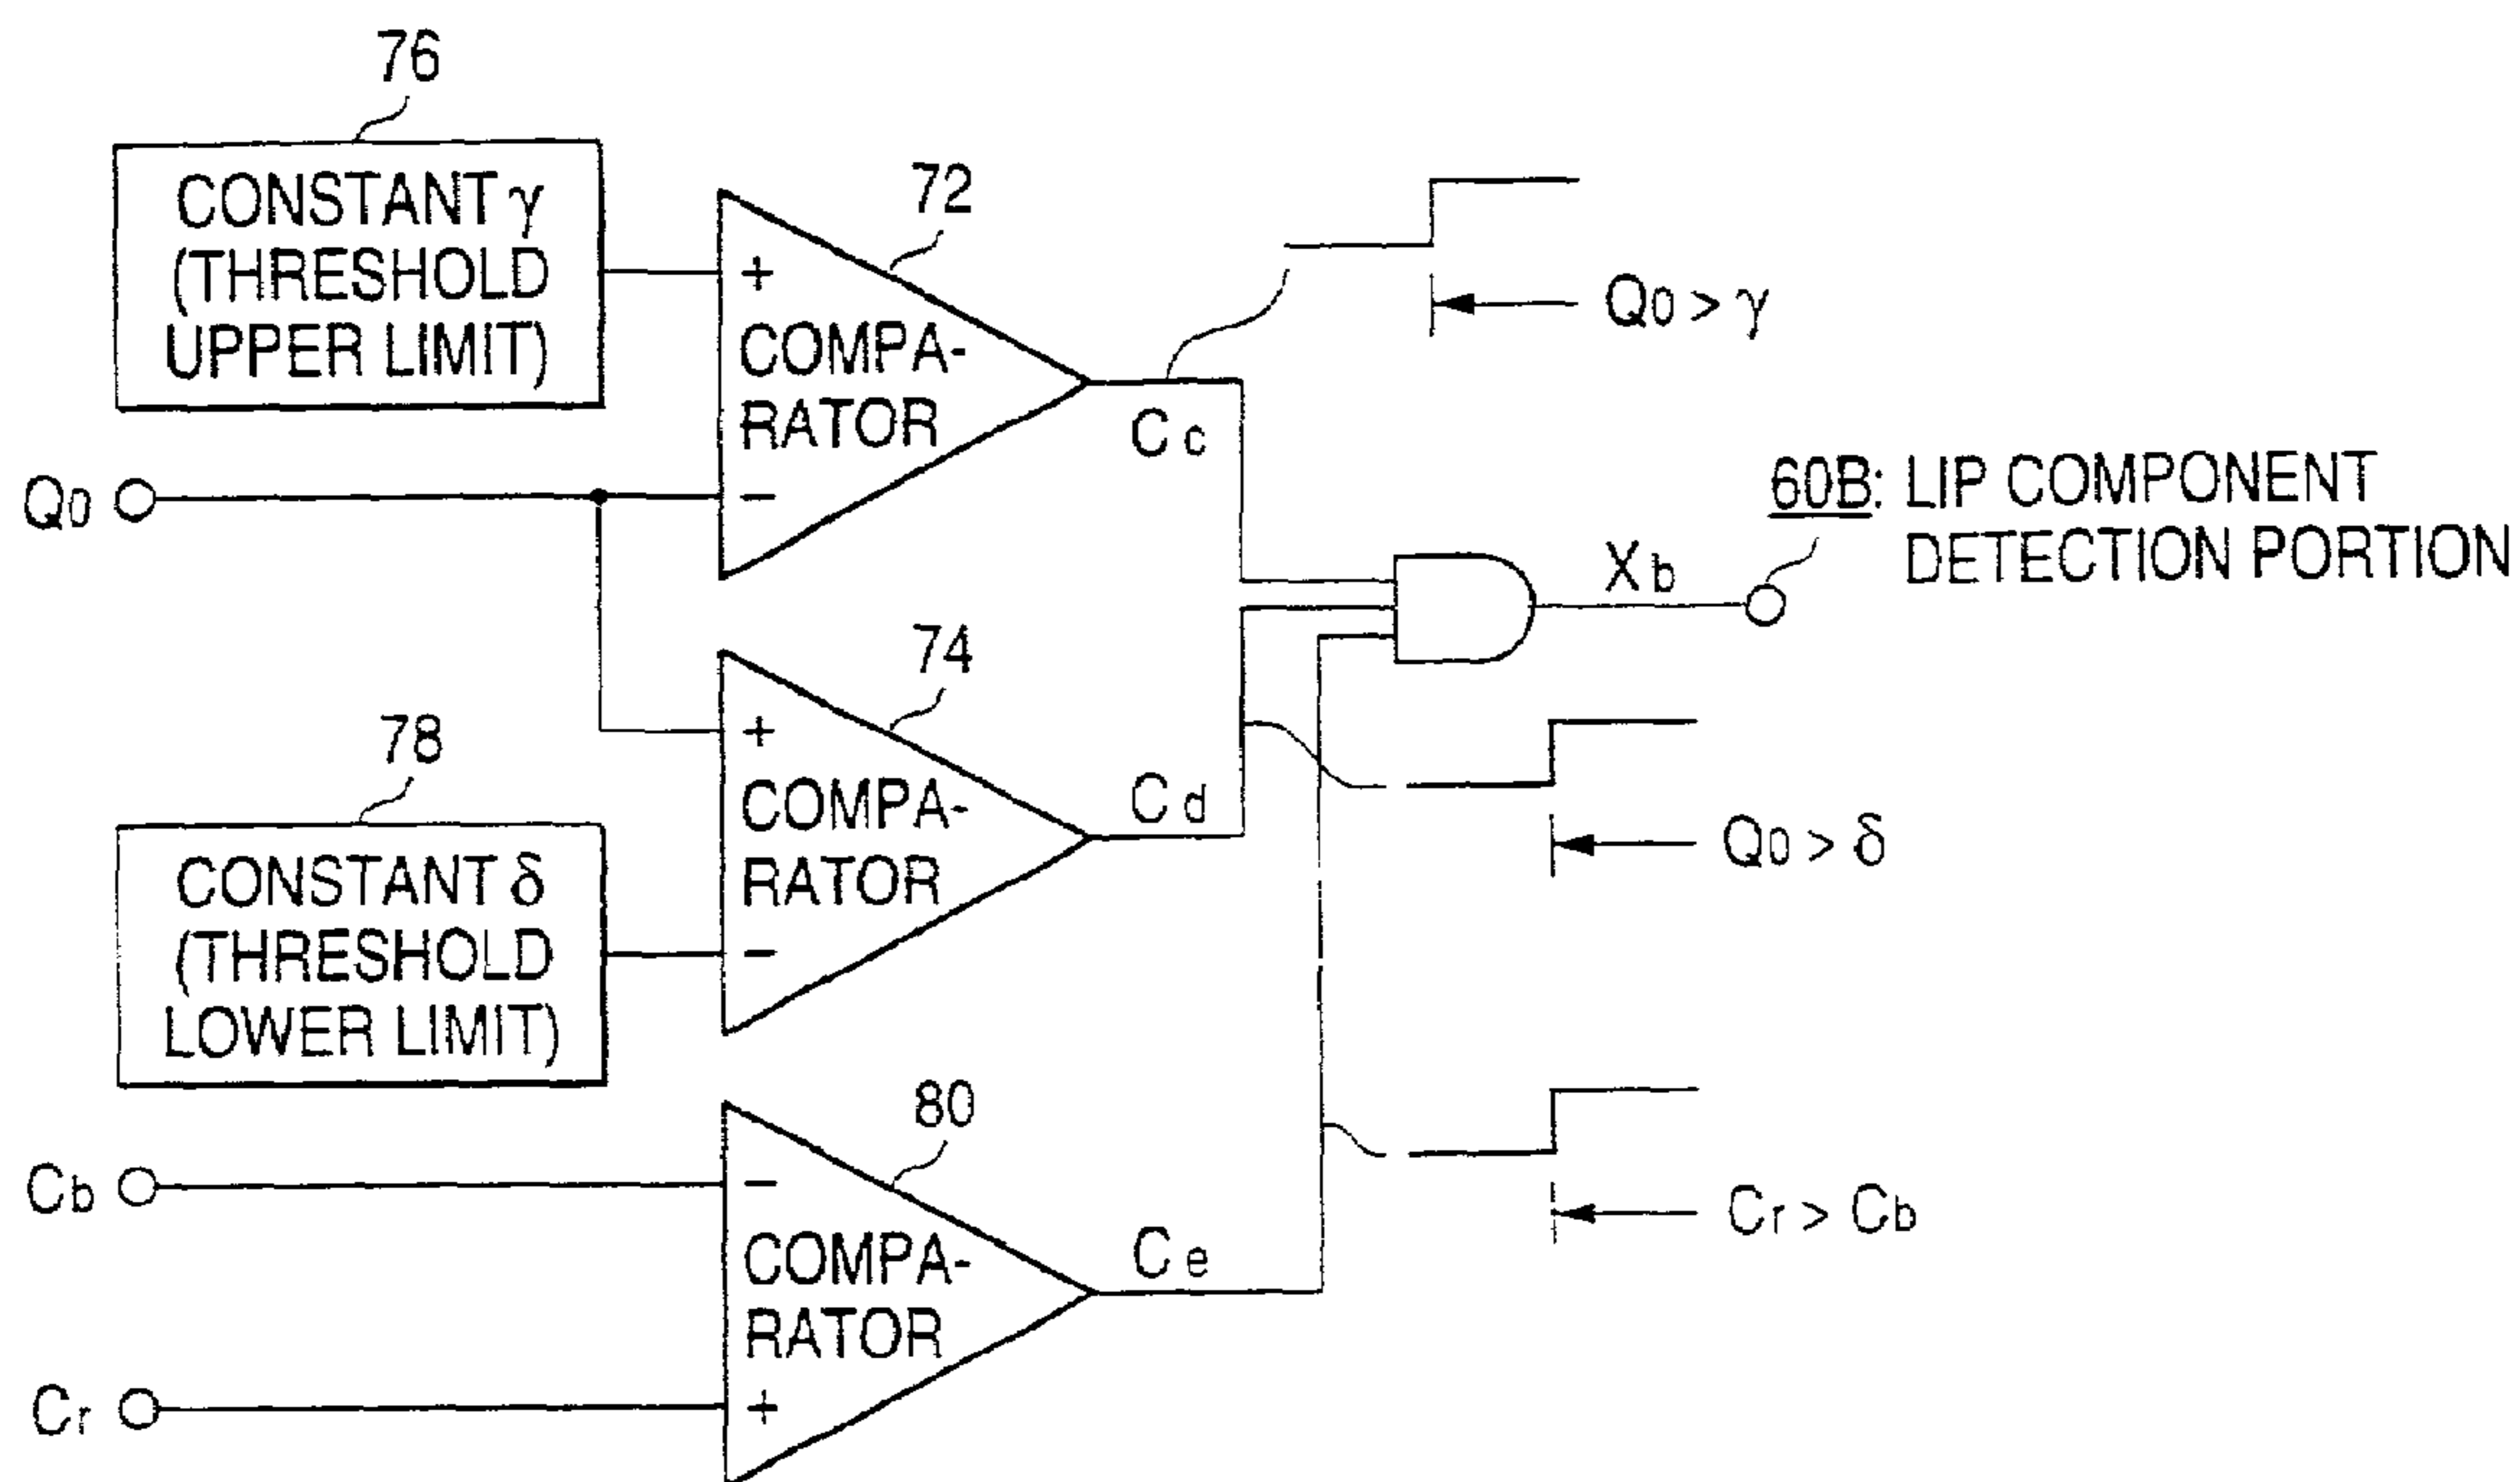 76
CONSTANT γ
(THRESHOLD
UPPER LIMIT)
72
+
COMPA-
RATOR
−
Cc
Q0 > γ
Q0
60B: LIP COMPONENT
DETECTION PORTION
Xb
74
+
COMPA-
RATOR
−
Cd
78
CONSTANT δ
(THRESHOLD
LOWER LIMIT)
Q0 > δ
80
Cb
−
COMPA-
RATOR
+
Ce
Cr > Cb
Cr